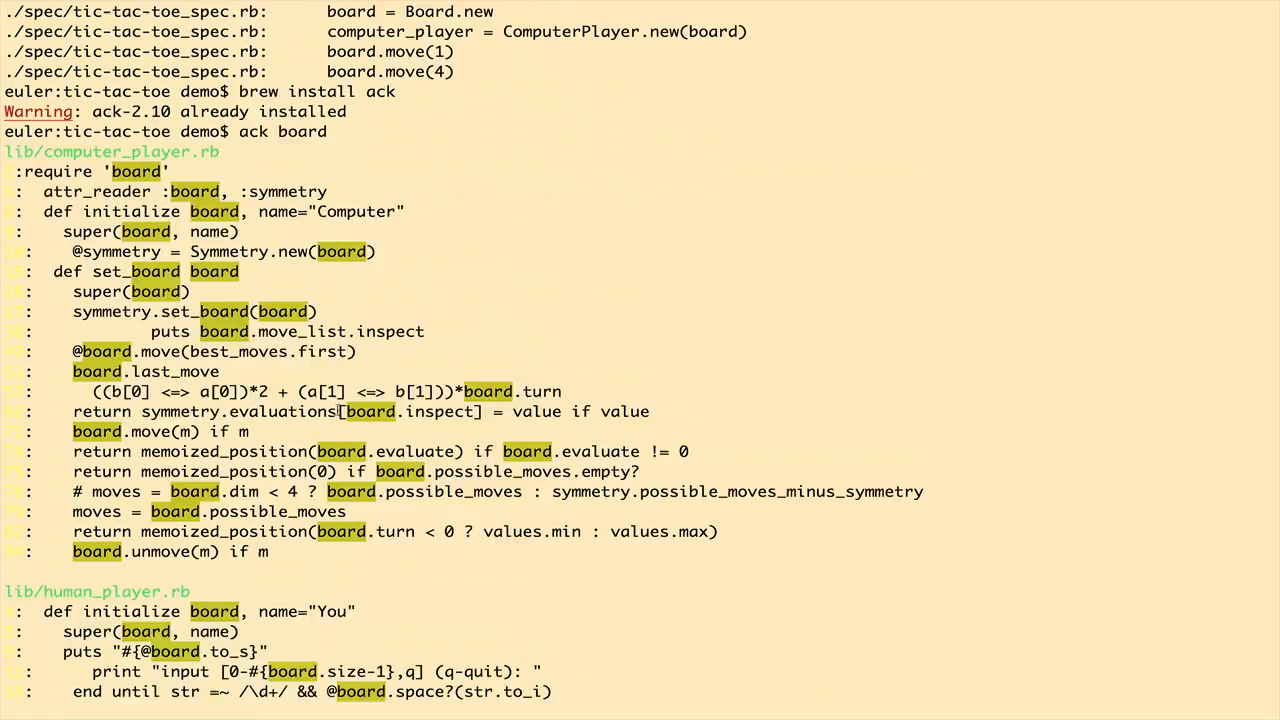 ./spec/tic-tac-toe_spec.rb:      board = Board.new
./spec/tic-tac-toe_spec.rb:      computer_player = ComputerPlayer.new(board)
./spec/tic-tac-toe_spec.rb:      board.move(1)
./spec/tic-tac-toe_spec.rb:      board.move(4)
euler:tic-tac-toe demo$ brew install ack
Warning: ack-2.10 already installed
euler:tic-tac-toe demo$ ack board
lib/computer_player.rb
:require 'board'
:  attr_reader :board, :symmetry
:  def initialize board, name="Computer"
:    super(board, name)
:    @symmetry = Symmetry.new(board)
:  def set_board board
:    super(board)
:    symmetry.set_board(board)
:            puts board.move_list.inspect
:    @board.move(best_moves.first)
:    board.last_move
:      ((b[0] <=> a[0])*2 + (a[1] <=> b[1]))*board.turn
:    return symmetry.evaluations[board.inspect] = value if value
:    board.move(m) if m
:    return memoized_position(board.evaluate) if board.evaluate != 0
:    return memoized_position(0) if board.possible_moves.empty?
:    # moves = board.dim < 4 ? board.possible_moves : symmetry.possible_moves_minus_symmetry
:    moves = board.possible_moves
:    return memoized_position(board.turn < 0 ? values.min : values.max)
:    board.unmove(m) if m
lib/human_player.rb
:  def initialize board, name="You"
:    super(board, name)
:    puts "#{@board.to_s}"
:      print "input [0-#{board.size-1},q] (q-quit): "
:    end until str =~ /\d+/ && @board.space?(str.to_i)